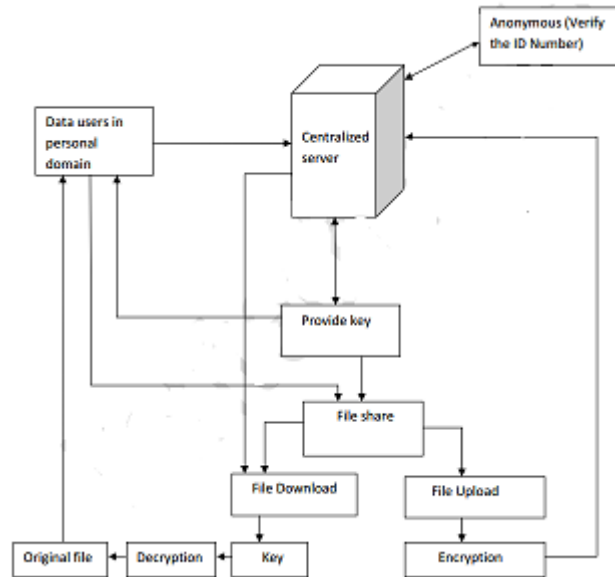 Anonymous (Verify
the ID Number)
Data users in
personal
domain
Centralized
server
Provide key
File share
File Download
File Upload
Original file
Decryption
Key
Encryption